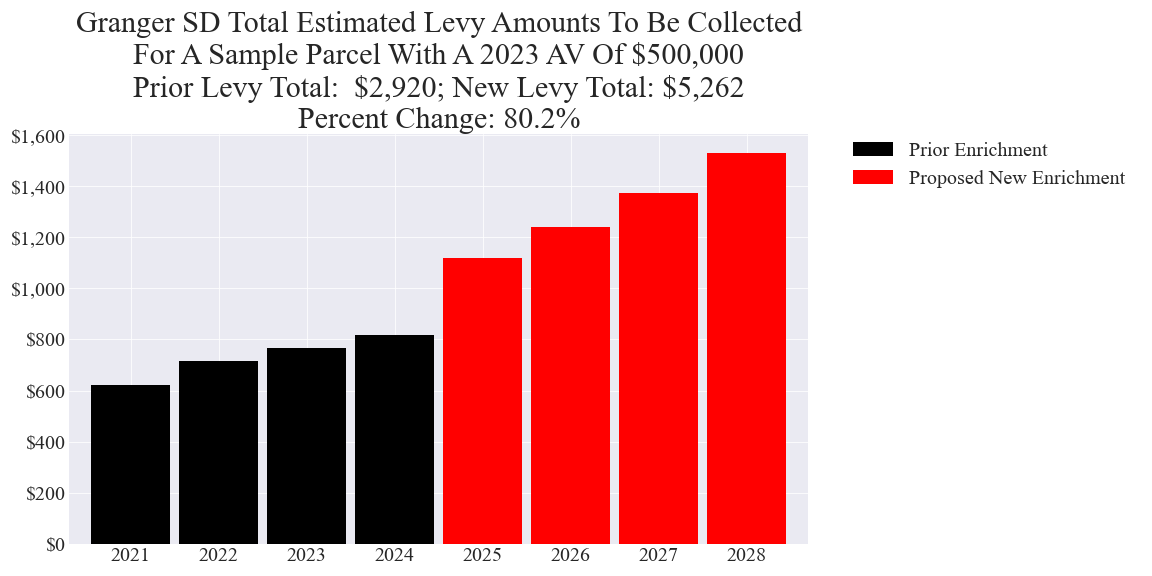 Granger SD Total Estimated Levy Amounts To Be Collected
For A Sample Parcel With A 2023 AV Of $500,000
Prior Levy Total:  $2,920; New Levy Total: $5,262
Percent Change: 80.2%
$1,600
$1,400
$1,200
$1,000
$800
$600
$400
$200
$0
2021 2022 2023 2024 2025 2026 2027 2028
Prior Enrichment
Proposed New Enrichment